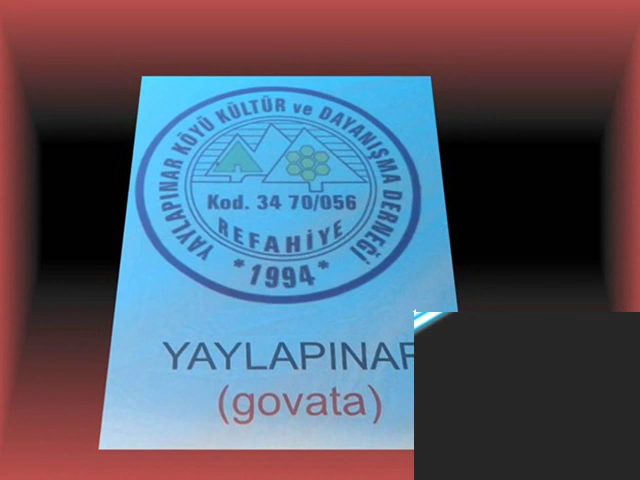 YAYLAPINAR KÖYÜ KÜLTÜR ve DAYANIŞMA DERNEĞİ
Kod. 34 70/056
REFAHİYE
*1994*
YAYLAPINAR
(govata)